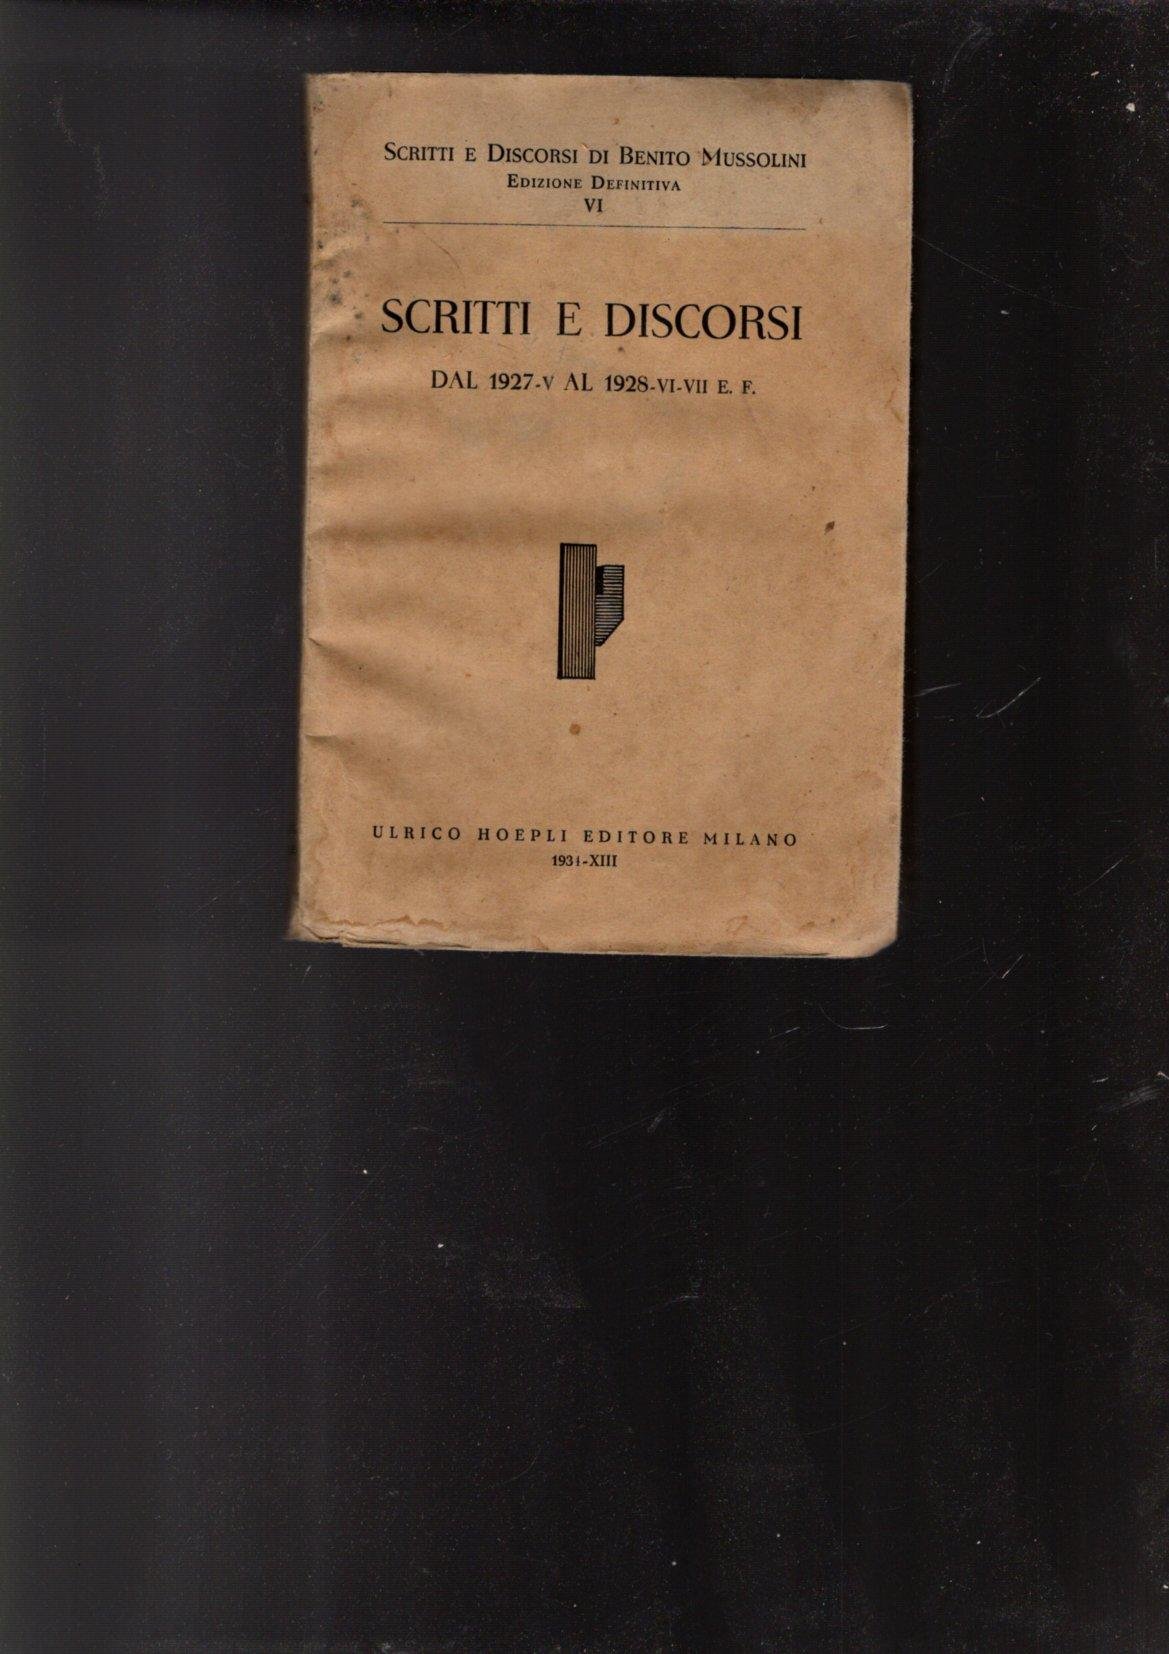 SCRITTI E DISCORSI DI BENITO MUSSOLINI
EDIZIONE DEFINITIVA
VI
SCRITTI E DISCORSI
DAL 1927-V AL 1928-VI-VII E. F.
ULRICO HOEPLI EDITORE MILANO
1934-XIII